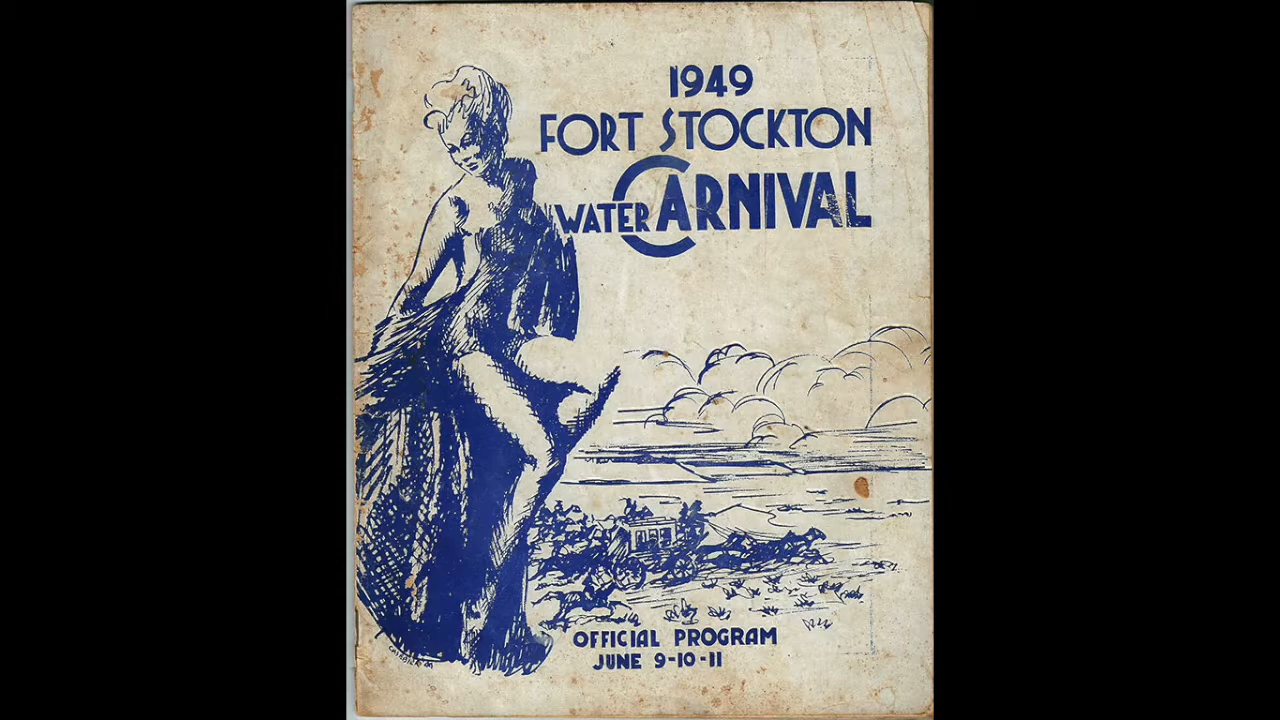 1949
FORT STOCKTON
WATER CARNIVAL
OFFICIAL PROGRAM
JUNE 9-10-11